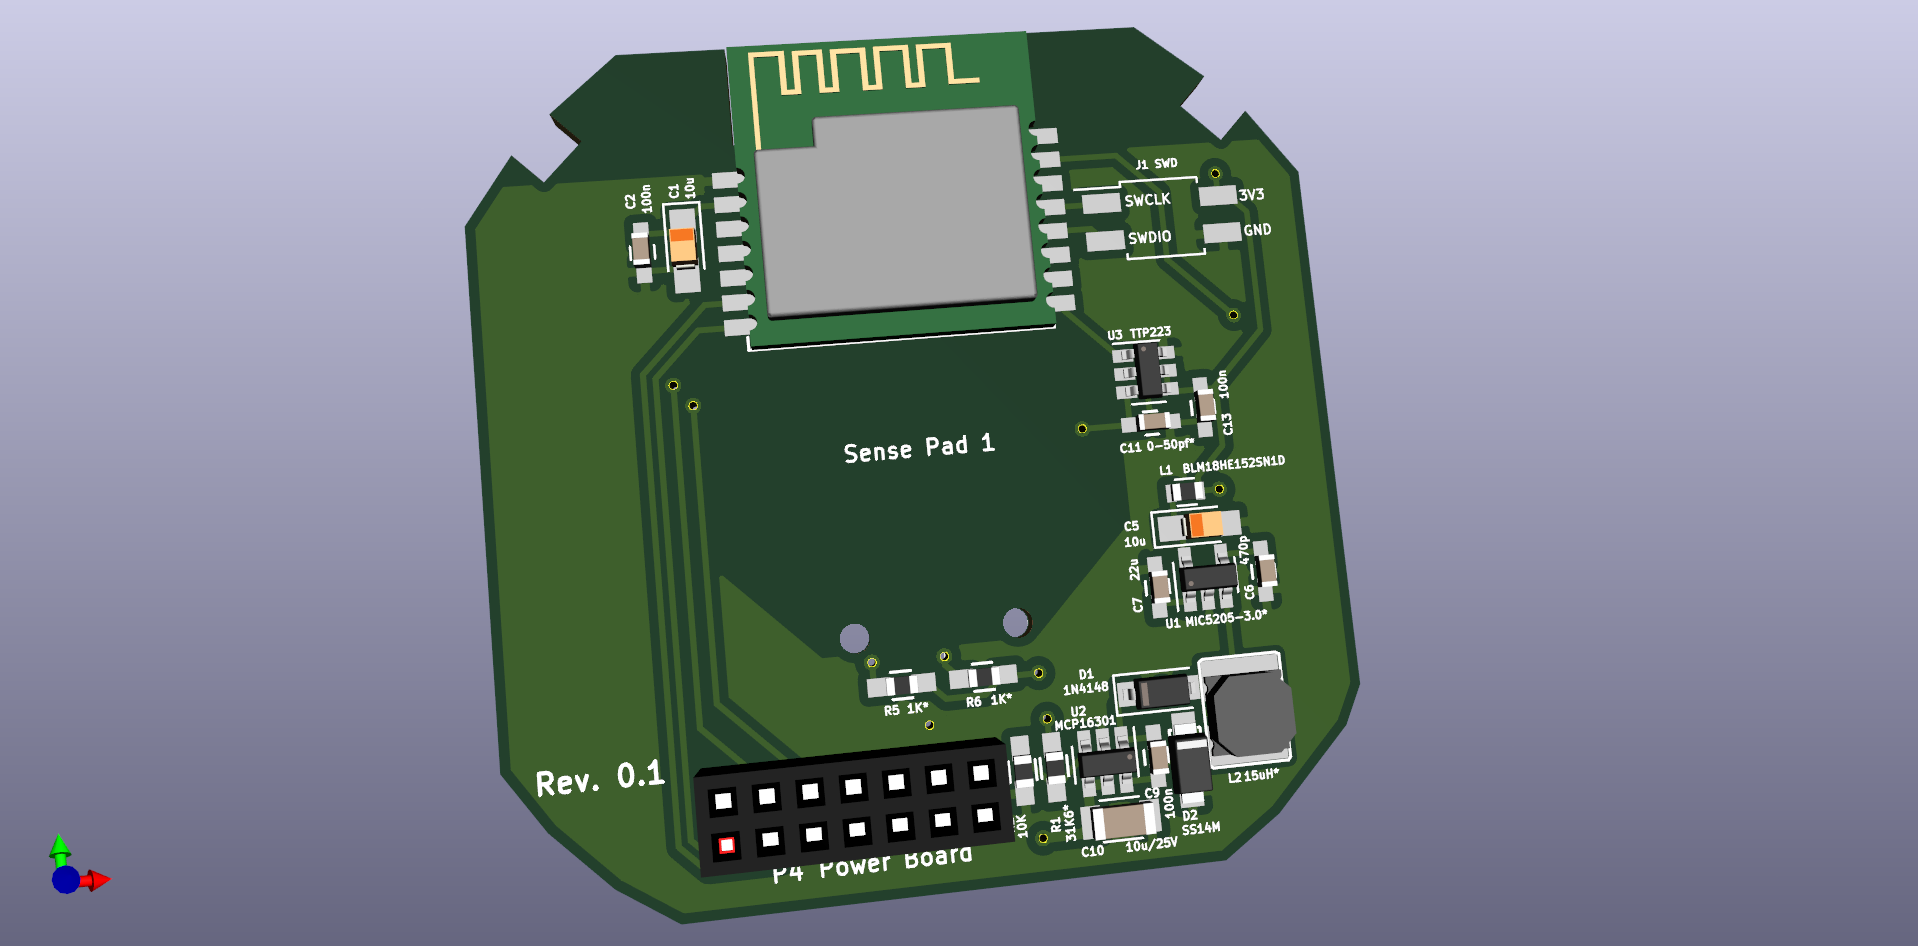 J1 SWD
C2
100n
C1
10u
SWCLK
3V3
SWDIO
GND
U3 TTP223
100n
C13
C11 0-50pf*
Sense Pad 1
L1 BLM18HE152SN1D
C5
10u
470p
C6
22u
C7
U1 MIC5205-3.0*
D1
1N4148
R5 1K*
R6 1K*
U2
MCP16301
Rev. 0.1
L2 15uH*
C9
100n
D2
SS14M
10K
R1
31K6*
C10 10u/25V
P4 Power Board